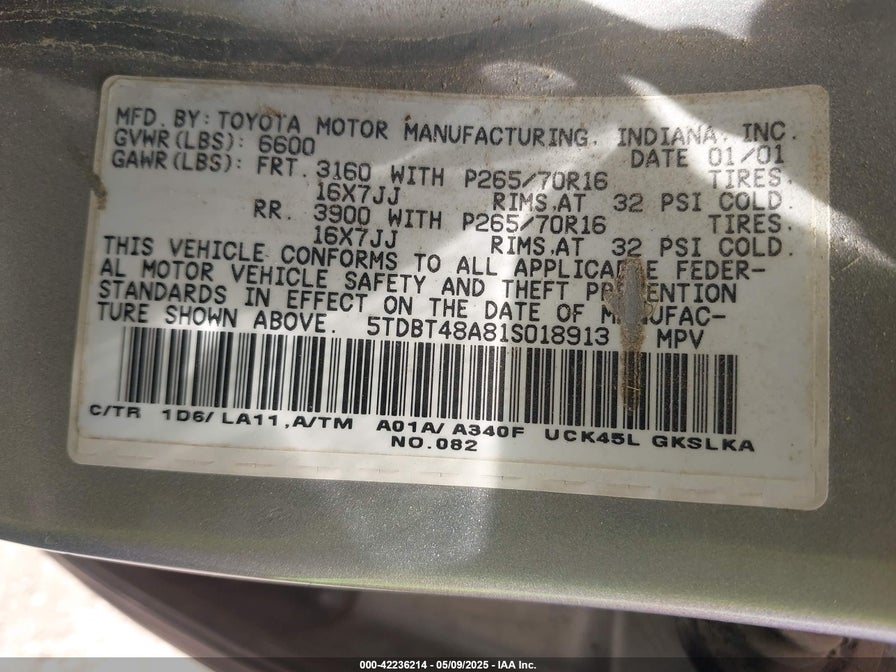 MFD. BY: TOYOTA MOTOR MANUFACTURING, INDIANA, INC.
GVWR(LBS): 6600 DATE 01/01
GAWR(LBS): FRT. 3160 WITH P265/70R16 TIRES,
16X7JJ RIMS.AT 32 PSI COLD.
RR. 3900 WITH P265/70R16 TIRES,
16X7JJ RIMS.AT 32 PSI COLD
THIS VEHICLE CONFORMS TO ALL APPLICABLE FEDER-
AL MOTOR VEHICLE SAFETY AND THEFT PREVENTION
STANDARDS IN EFFECT ON THE DATE OF MANUFAC-
TURE SHOWN ABOVE. 5TDBT48A81S018913 MPV
C/TR 1D6/ LA11 ,A/TM A01A/ A340F UCK45L GKSLKA
NO.082
000-42236214 - 05/09/2025 - IAA Inc.